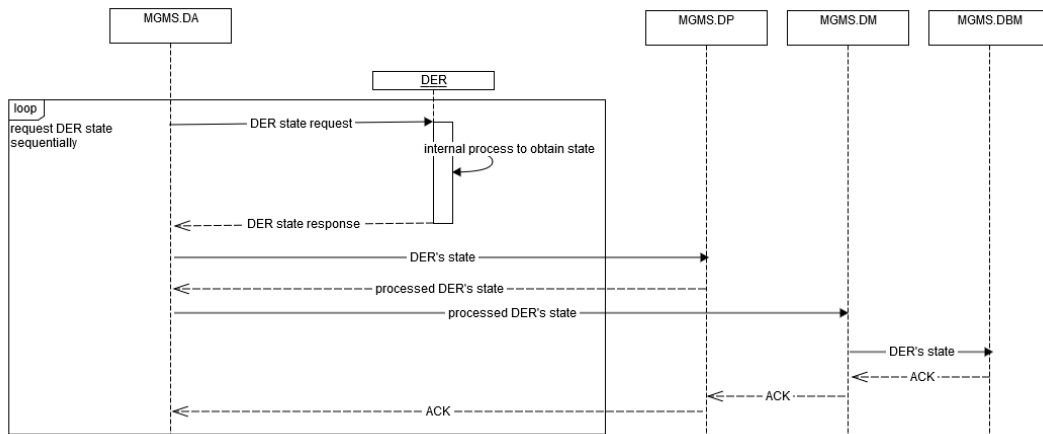 MGMS.DA
MGMS.DP
MGMS.DM
MGMS.DBM
DER
loop
request DER state
sequentially
DER state request
internal process to obtain state
DER state response
DER's state
processed DER's state
processed DER's state
DER's state
ACK
ACK
ACK